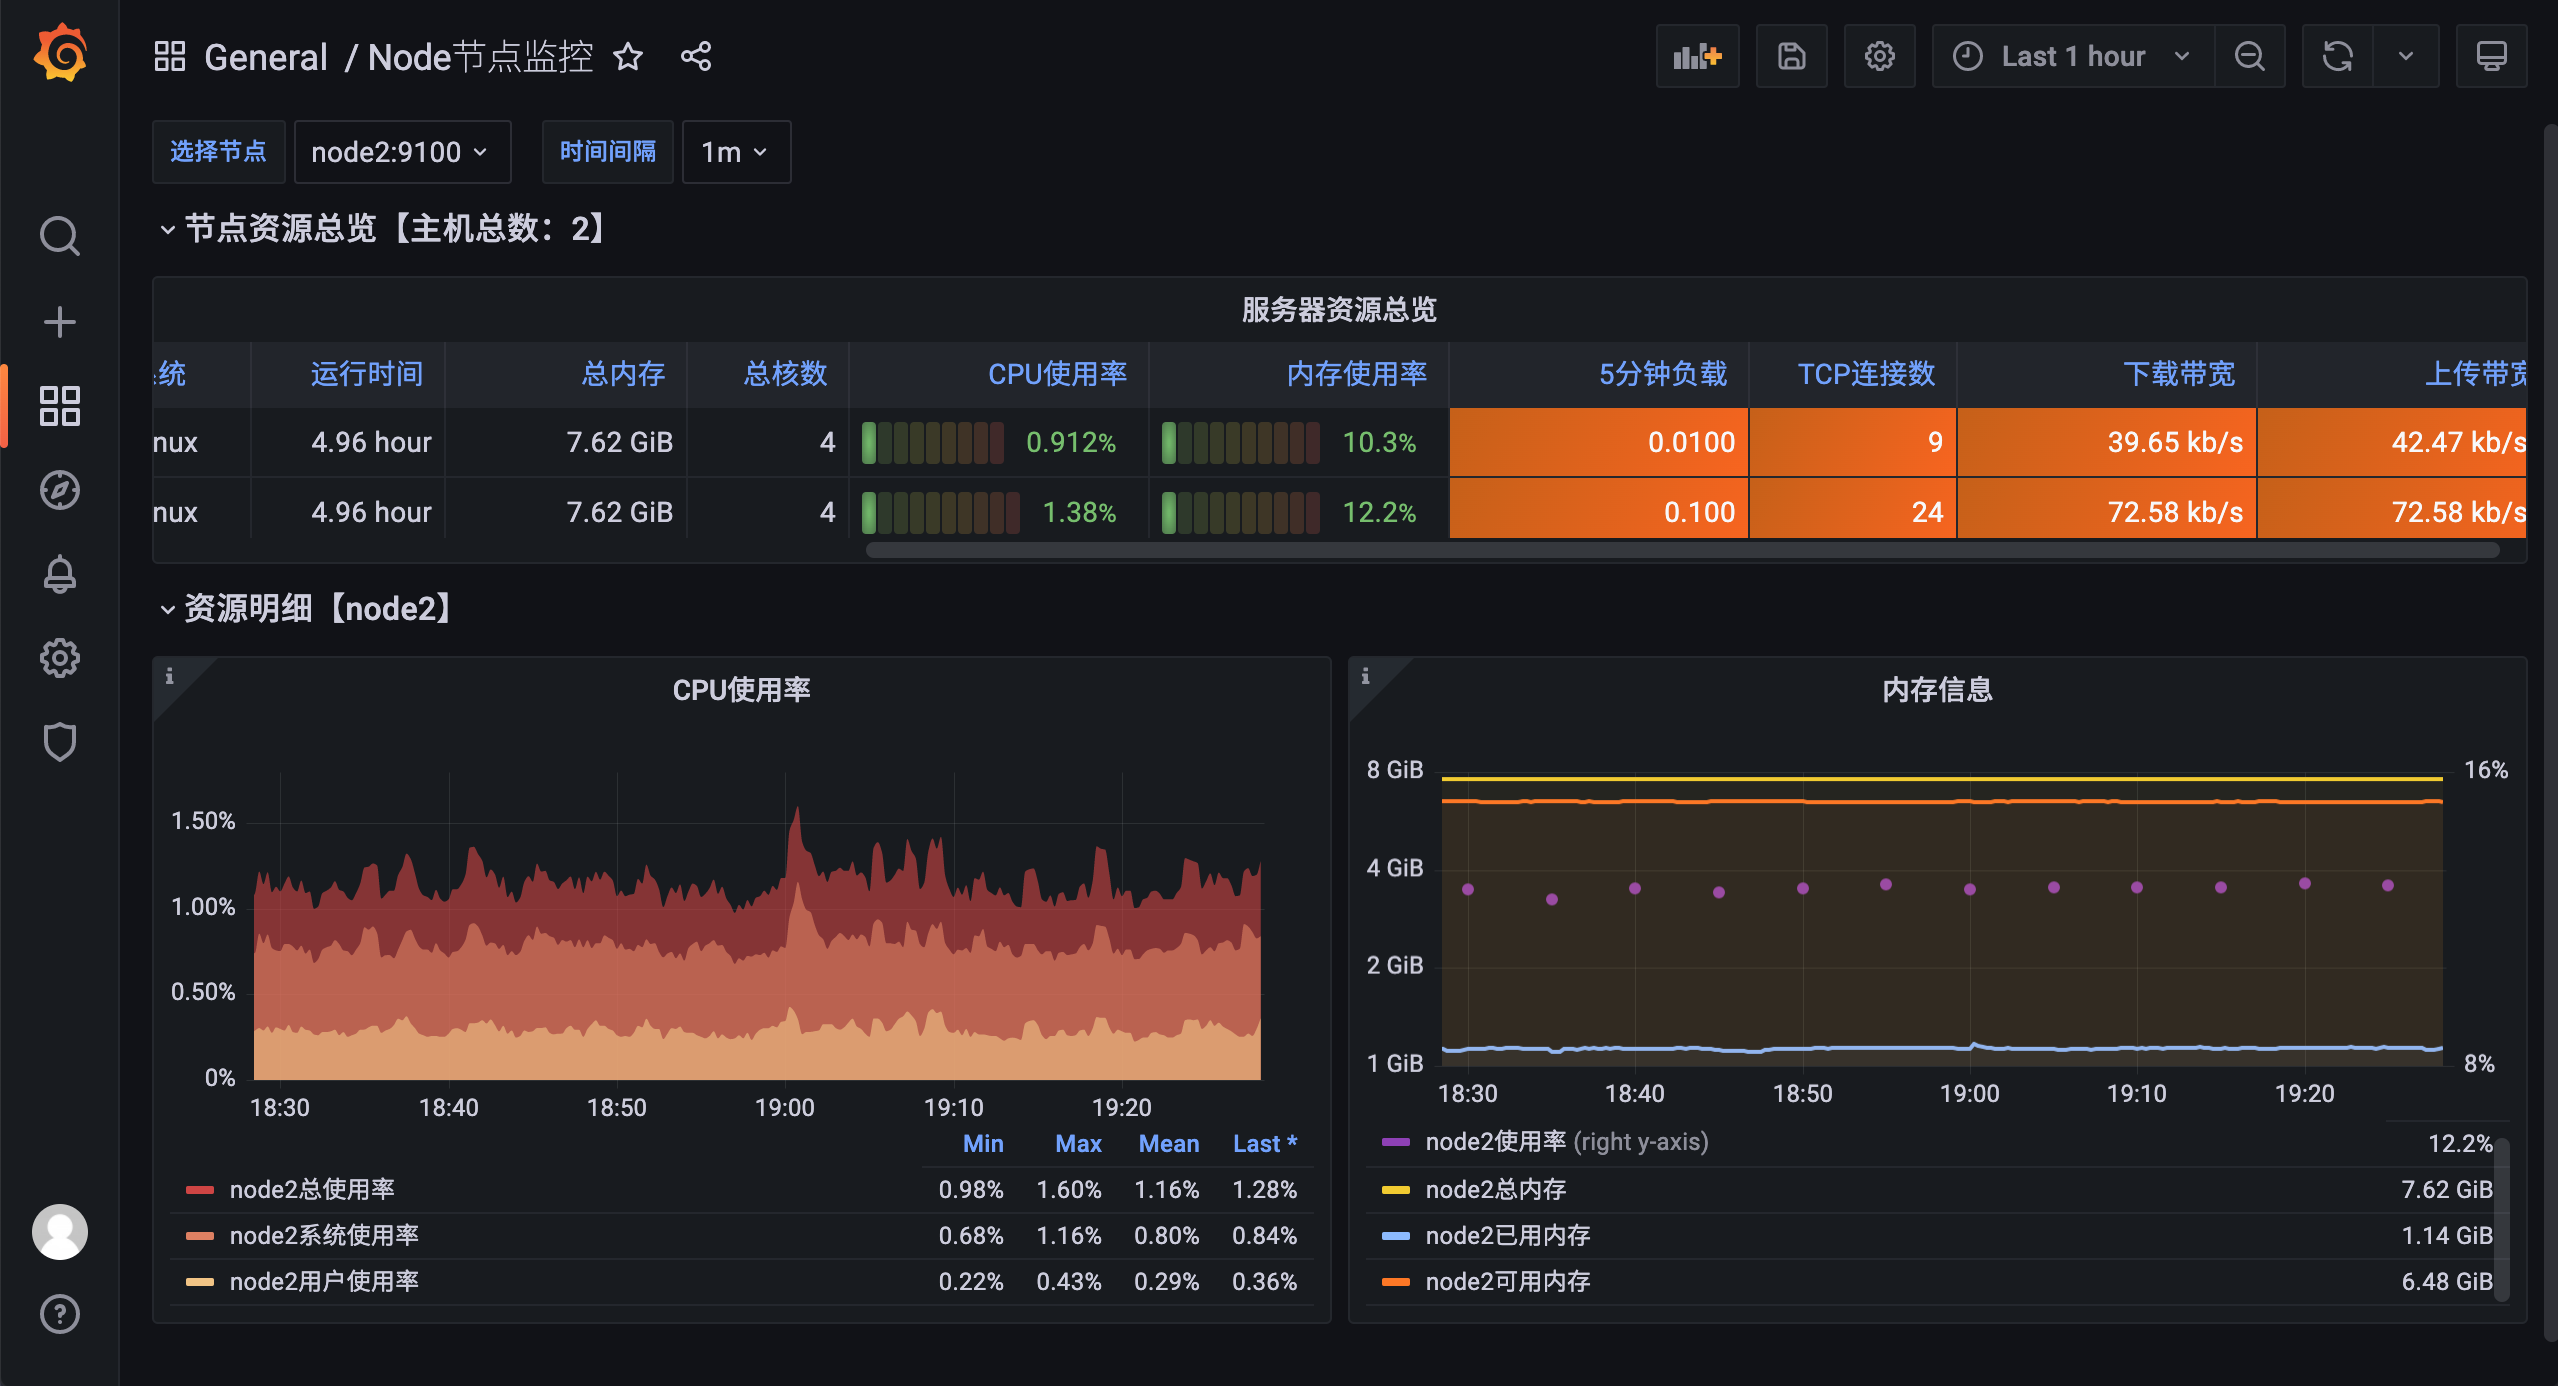 General / Node节点监控
Last 1 hour
选择节点 node2:9100 时间间隔 1m
节点资源总览【主机总数：2】
服务器资源总览
统 运行时间 总内存 总核数 CPU使用率 内存使用率 5分钟负载 TCP连接数 下载带宽 上传带宽
nux 4.96 hour 7.62 GiB 4 0.912% 10.3% 0.0100 9 39.65 kb/s 42.47 kb/s
nux 4.96 hour 7.62 GiB 4 1.38% 12.2% 0.100 24 72.58 kb/s 72.58 kb/s
资源明细【node2】
i
CPU使用率
1.50%
1.00%
0.50%
0%
18:30 18:40 18:50 19:00 19:10 19:20
Min Max Mean Last *
node2总使用率 0.98% 1.60% 1.16% 1.28%
node2系统使用率 0.68% 1.16% 0.80% 0.84%
node2用户使用率 0.22% 0.43% 0.29% 0.36%
i
内存信息
8 GiB 16%
4 GiB
2 GiB
1 GiB 8%
18:30 18:40 18:50 19:00 19:10 19:20
node2使用率 (right y-axis) 12.2%
node2总内存 7.62 GiB
node2已用内存 1.14 GiB
node2可用内存 6.48 GiB